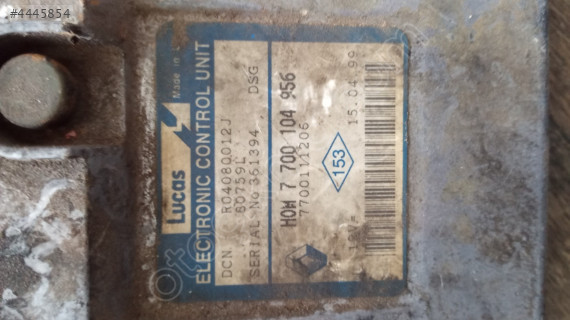 #4445854
Lucas
Made in
ELECTRONIC CONTROL UNIT
DCN. R04080012J
80759L
SERIAL No 361394 DSG
HOM 7 700 104 956
7700111206
153
15.04.99